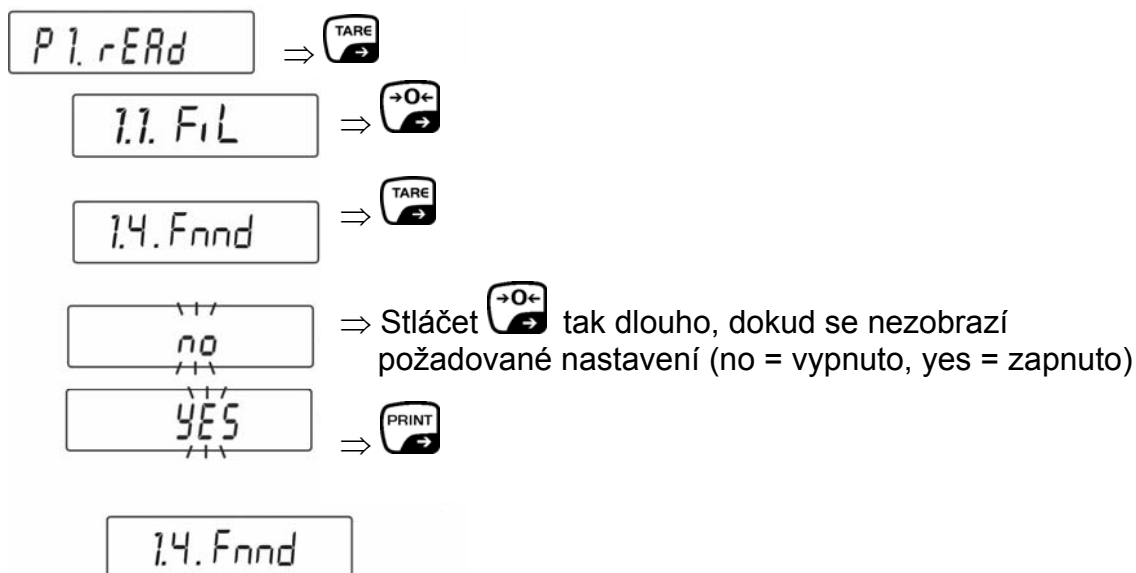 P1. rEAd ⇒ TARE
1.1. FiL ⇒ →0←
1.4. Fnnd ⇒ TARE
no ⇒ Stláčet →0← tak dlouho, dokud se nezobrazí
požadované nastavení (no = vypnuto, yes = zapnuto)
YES ⇒ PRINT
1.4. Fnnd